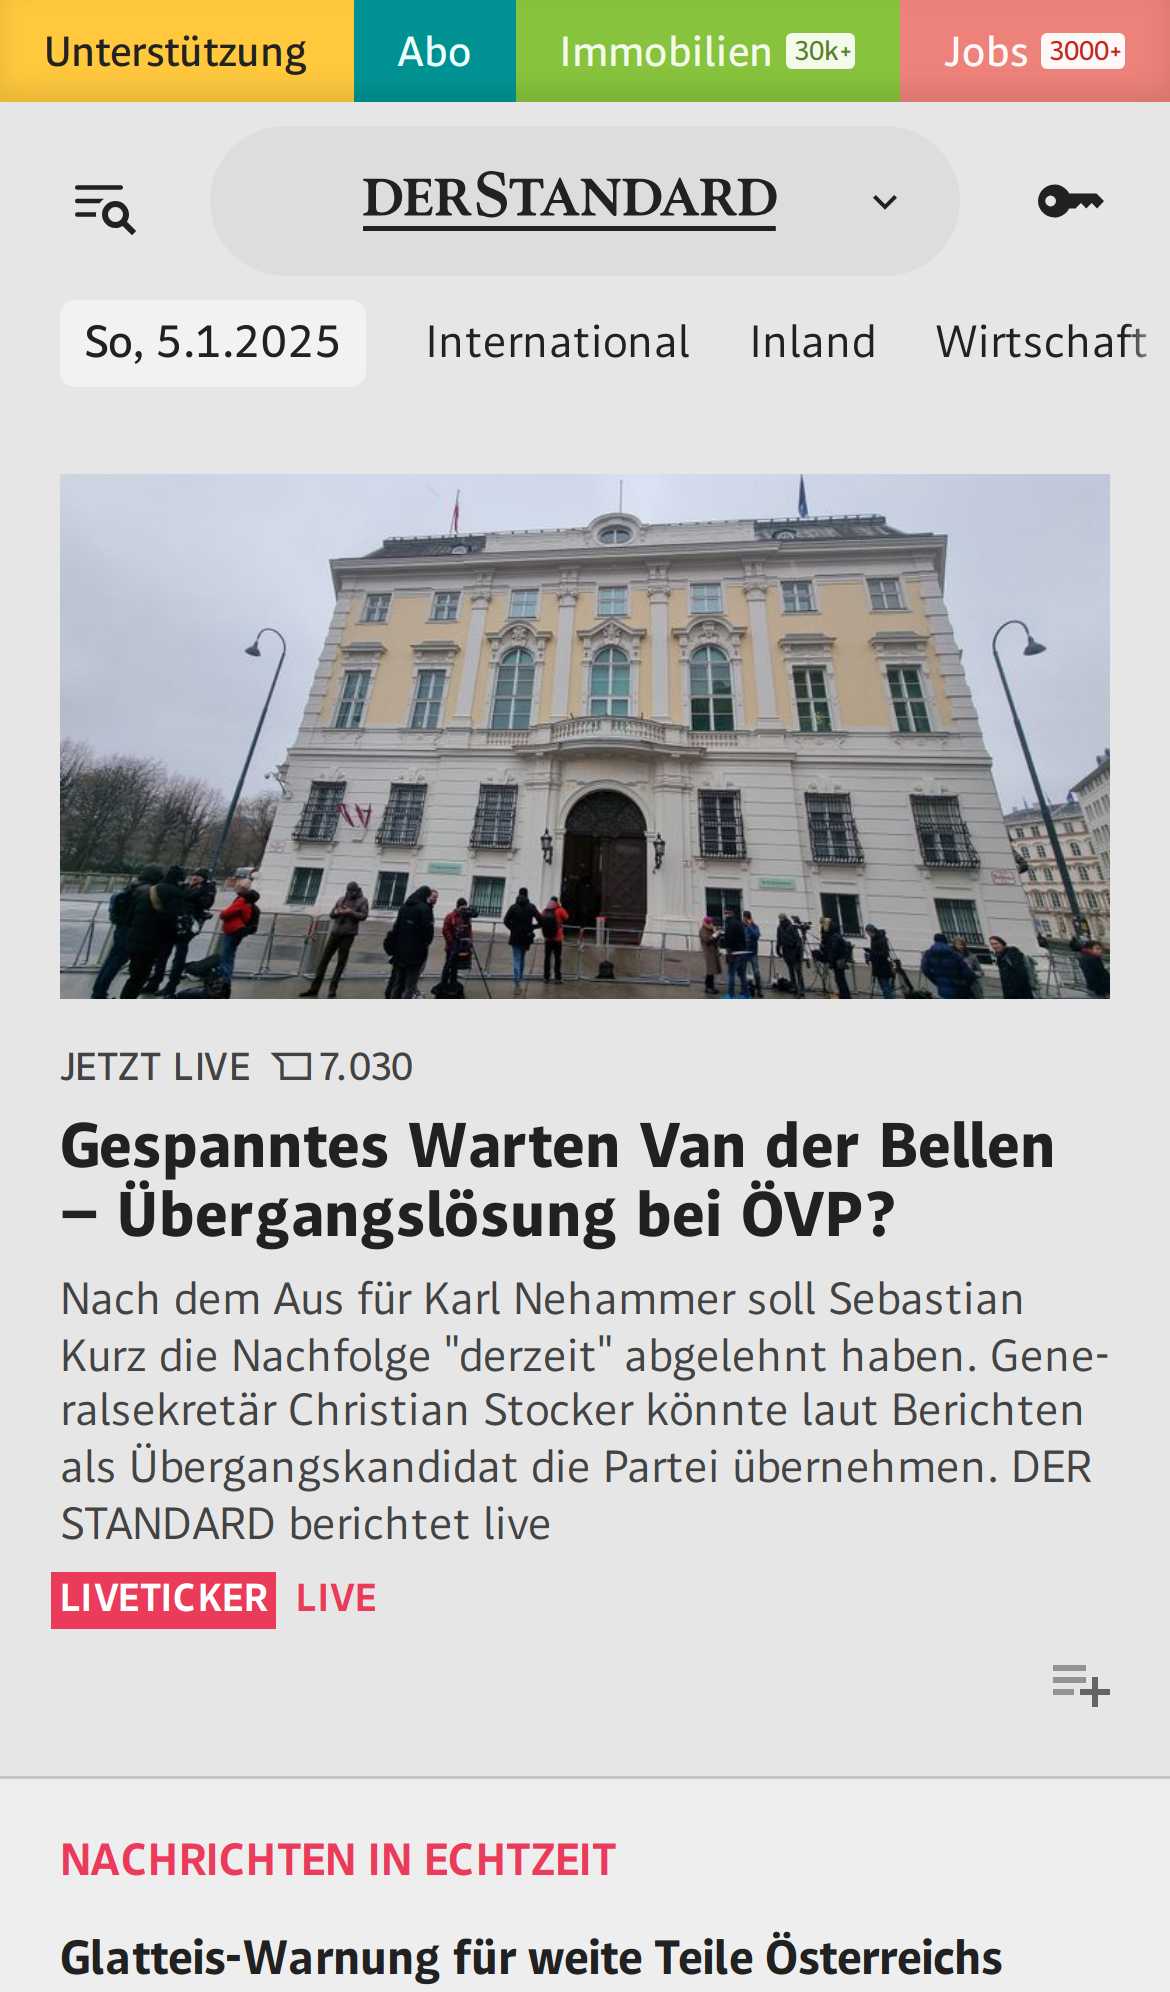 Unterstützung Abo Immobilien 30k+ Jobs 3000+
DERSTANDARD
So, 5.1.2025 International Inland Wirtschaft
JETZT LIVE 7.030
Gespanntes Warten Van der Bellen
– Übergangslösung bei ÖVP?
Nach dem Aus für Karl Nehammer soll Sebastian
Kurz die Nachfolge "derzeit" abgelehnt haben. Gene-
ralsekretär Christian Stocker könnte laut Berichten
als Übergangskandidat die Partei übernehmen. DER
STANDARD berichtet live
LIVETICKER LIVE
NACHRICHTEN IN ECHTZEIT
Glatteis-Warnung für weite Teile Österreichs